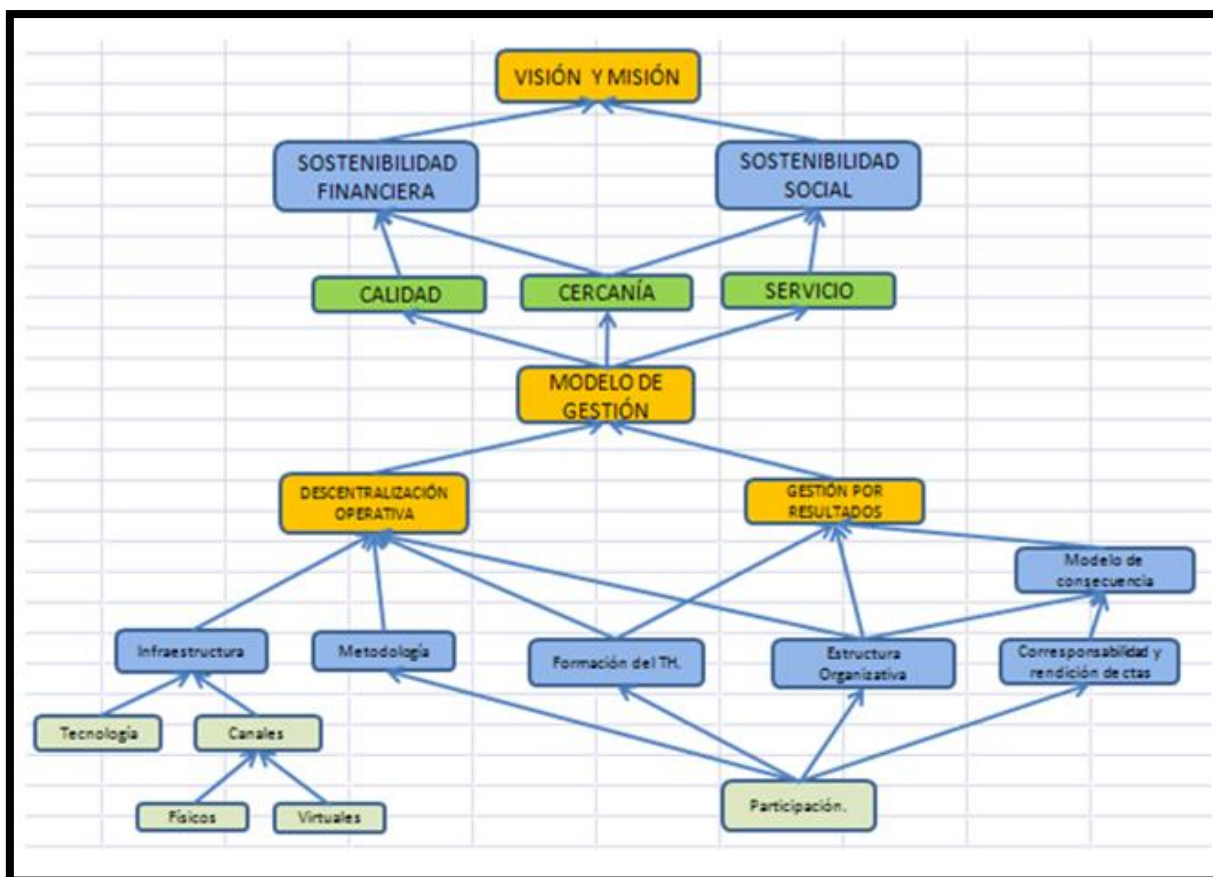 VISIÓN Y MISIÓN
SOSTENIBILIDAD
FINANCIERA
SOSTENIBILIDAD
SOCIAL
CALIDAD
CERCANÍA
SERVICIO
MODELO DE
GESTIÓN
DESCENTRALIZACIÓN
OPERATIVA
GESTIÓN POR
RESULTADOS
Modelo de
consecuencia
Infraestructura
Metodología
Formación del TH.
Estructura
Organizativa
Corresponsabilidad y
rendición de ctas
Tecnología
Canales
Físicos
Virtuales
Participación.